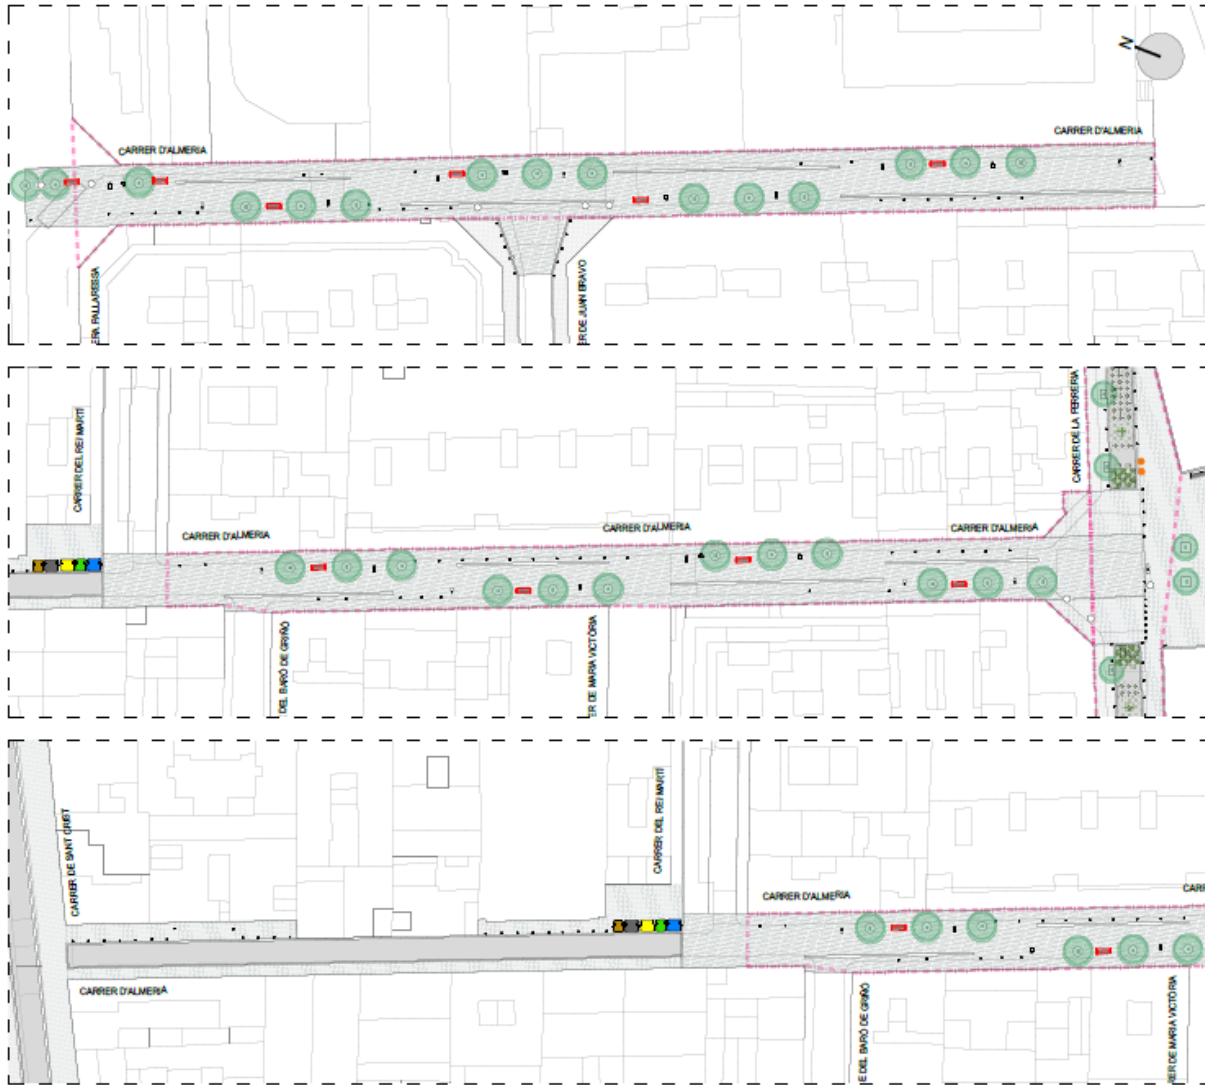 N
CARRER D'ALMERIA
CARRER D'ALMERIA
ERA PALLARESSA
ER DE JUAN BRAVO
CARRER DEL REI MARTÍ
CARRER DE LA FERRERIA
CARRER D'ALMERIA
CARRER D'ALMERIA
CARRER D'ALMERIA
DEL BARÓ DE GRIÑÓ
ER DE MARIA VICTÒRIA
CARRER DE SANT CRIST
CARRER DEL REI MARTÍ
CARRER D'ALMERIA
CARR
CARRER D'ALMERIA
E DEL BARÓ DE GRIÑÓ
RER DE MARIA VICTÒRIA